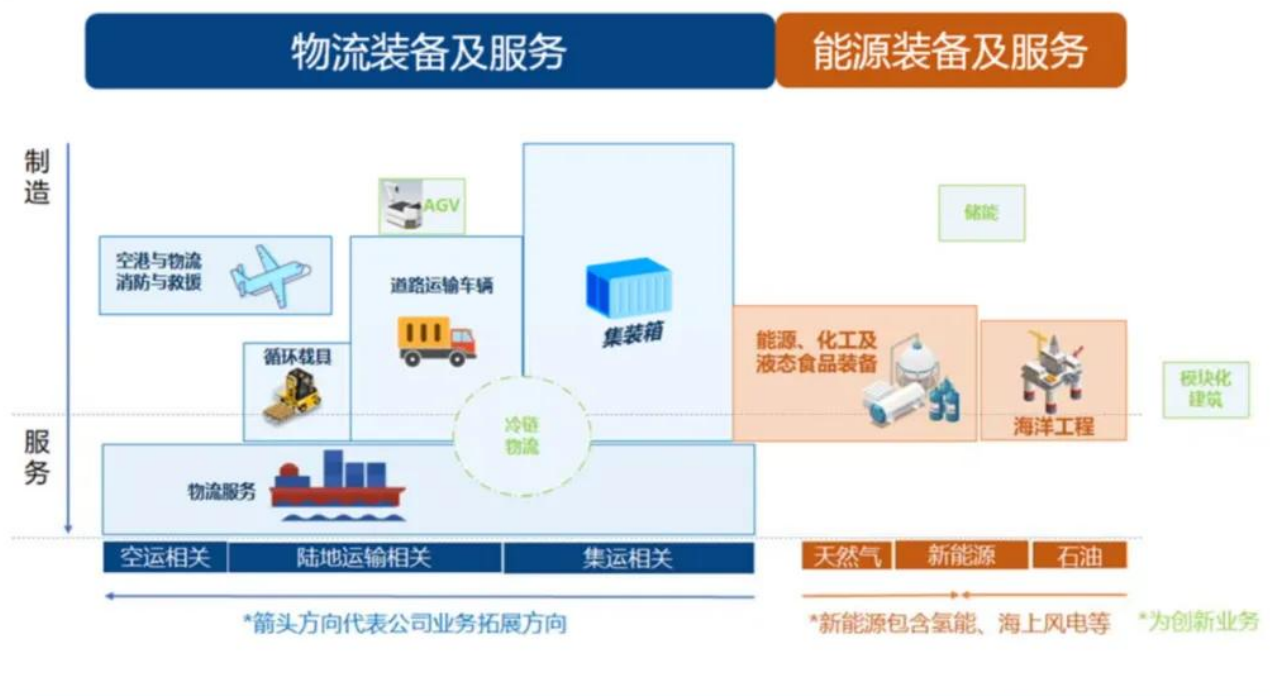 物流装备及服务
能源装备及服务
制造
AGV
储能
空港与物流
消防与救援
道路运输车辆
集装箱
能源、化工及
液态食品装备
循环载具
模块化
建筑
海洋工程
服务
冷链
物流
物流服务
空运相关
陆地运输相关
集运相关
天然气
新能源
石油
*箭头方向代表公司业务拓展方向
*新能源包含氢能、海上风电等
*为创新业务